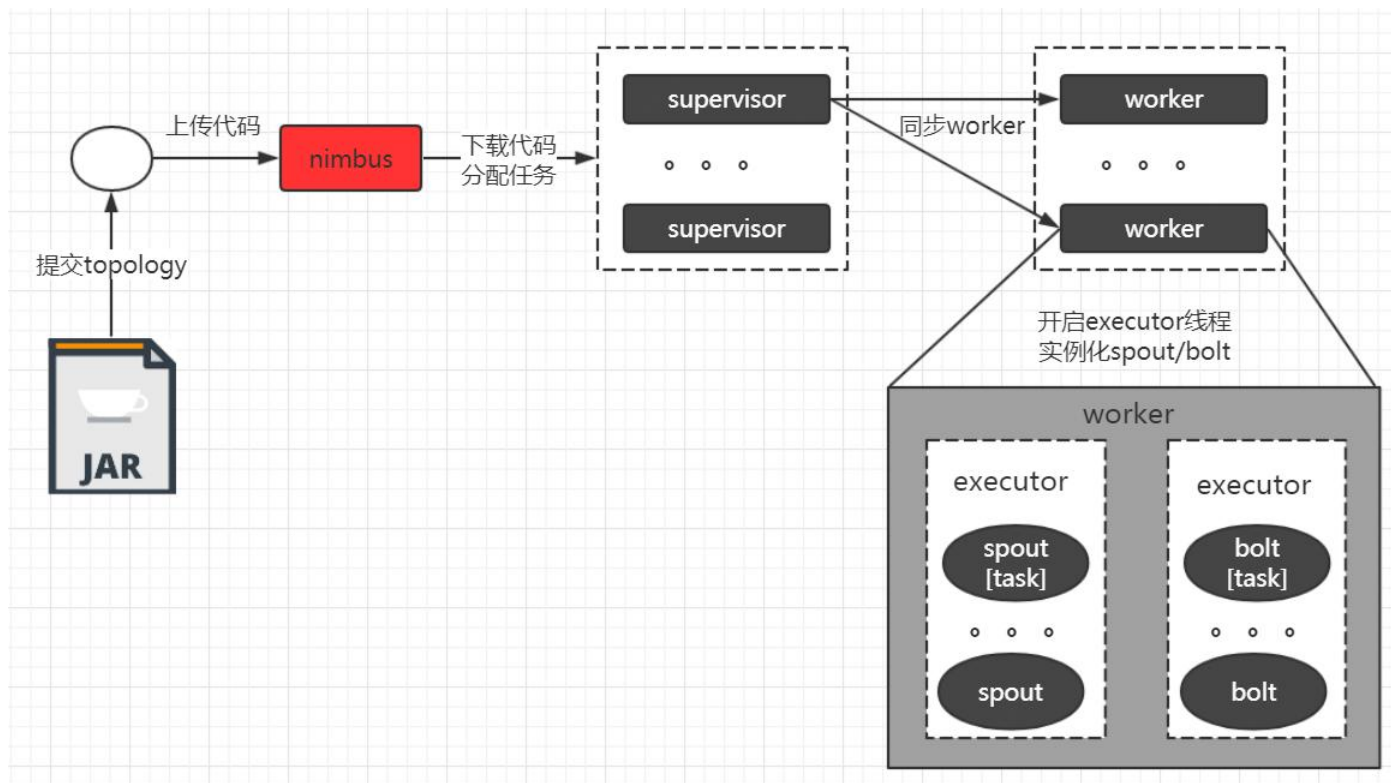 supervisor
worker
上传代码
同步worker
nimbus
下载代码
分配任务
supervisor
worker
提交topology
开启executor线程
实例化spout/bolt
JAR
worker
executor
executor
spout
[task]
bolt
[task]
spout
bolt